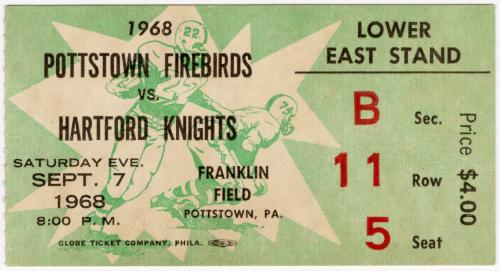 1968
POTTSTOWN FIREBIRDS
VS.
HARTFORD KNIGHTS
SATURDAY EVE.
SEPT. 7
1968
8:00 P.M.
FRANKLIN
FIELD
POTTSTOWN, PA.
GLOBE TICKET COMPANY, PHILA.
22
74
LOWER
EAST STAND
B Sec.
11 Row
5 Seat
Price $4.00